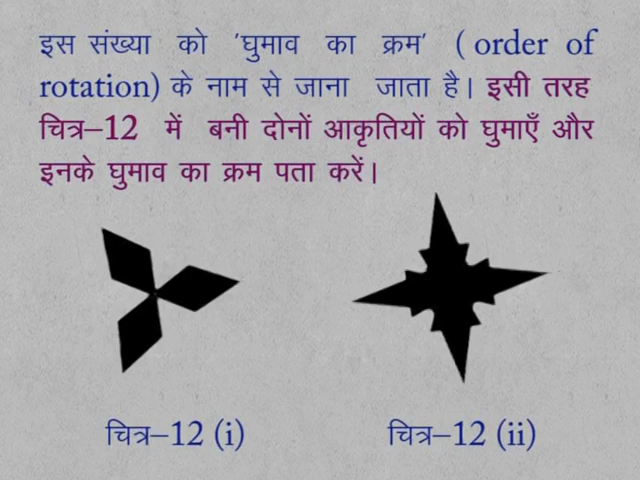 इस संख्या को 'घुमाव का क्रम' ( order of
rotation) के नाम से जाना जाता है। इसी तरह
चित्र–12 में बनी दोनों आकृतियों को घुमाएँ और
इनके घुमाव का क्रम पता करें।
चित्र–12 (i) चित्र–12 (ii)